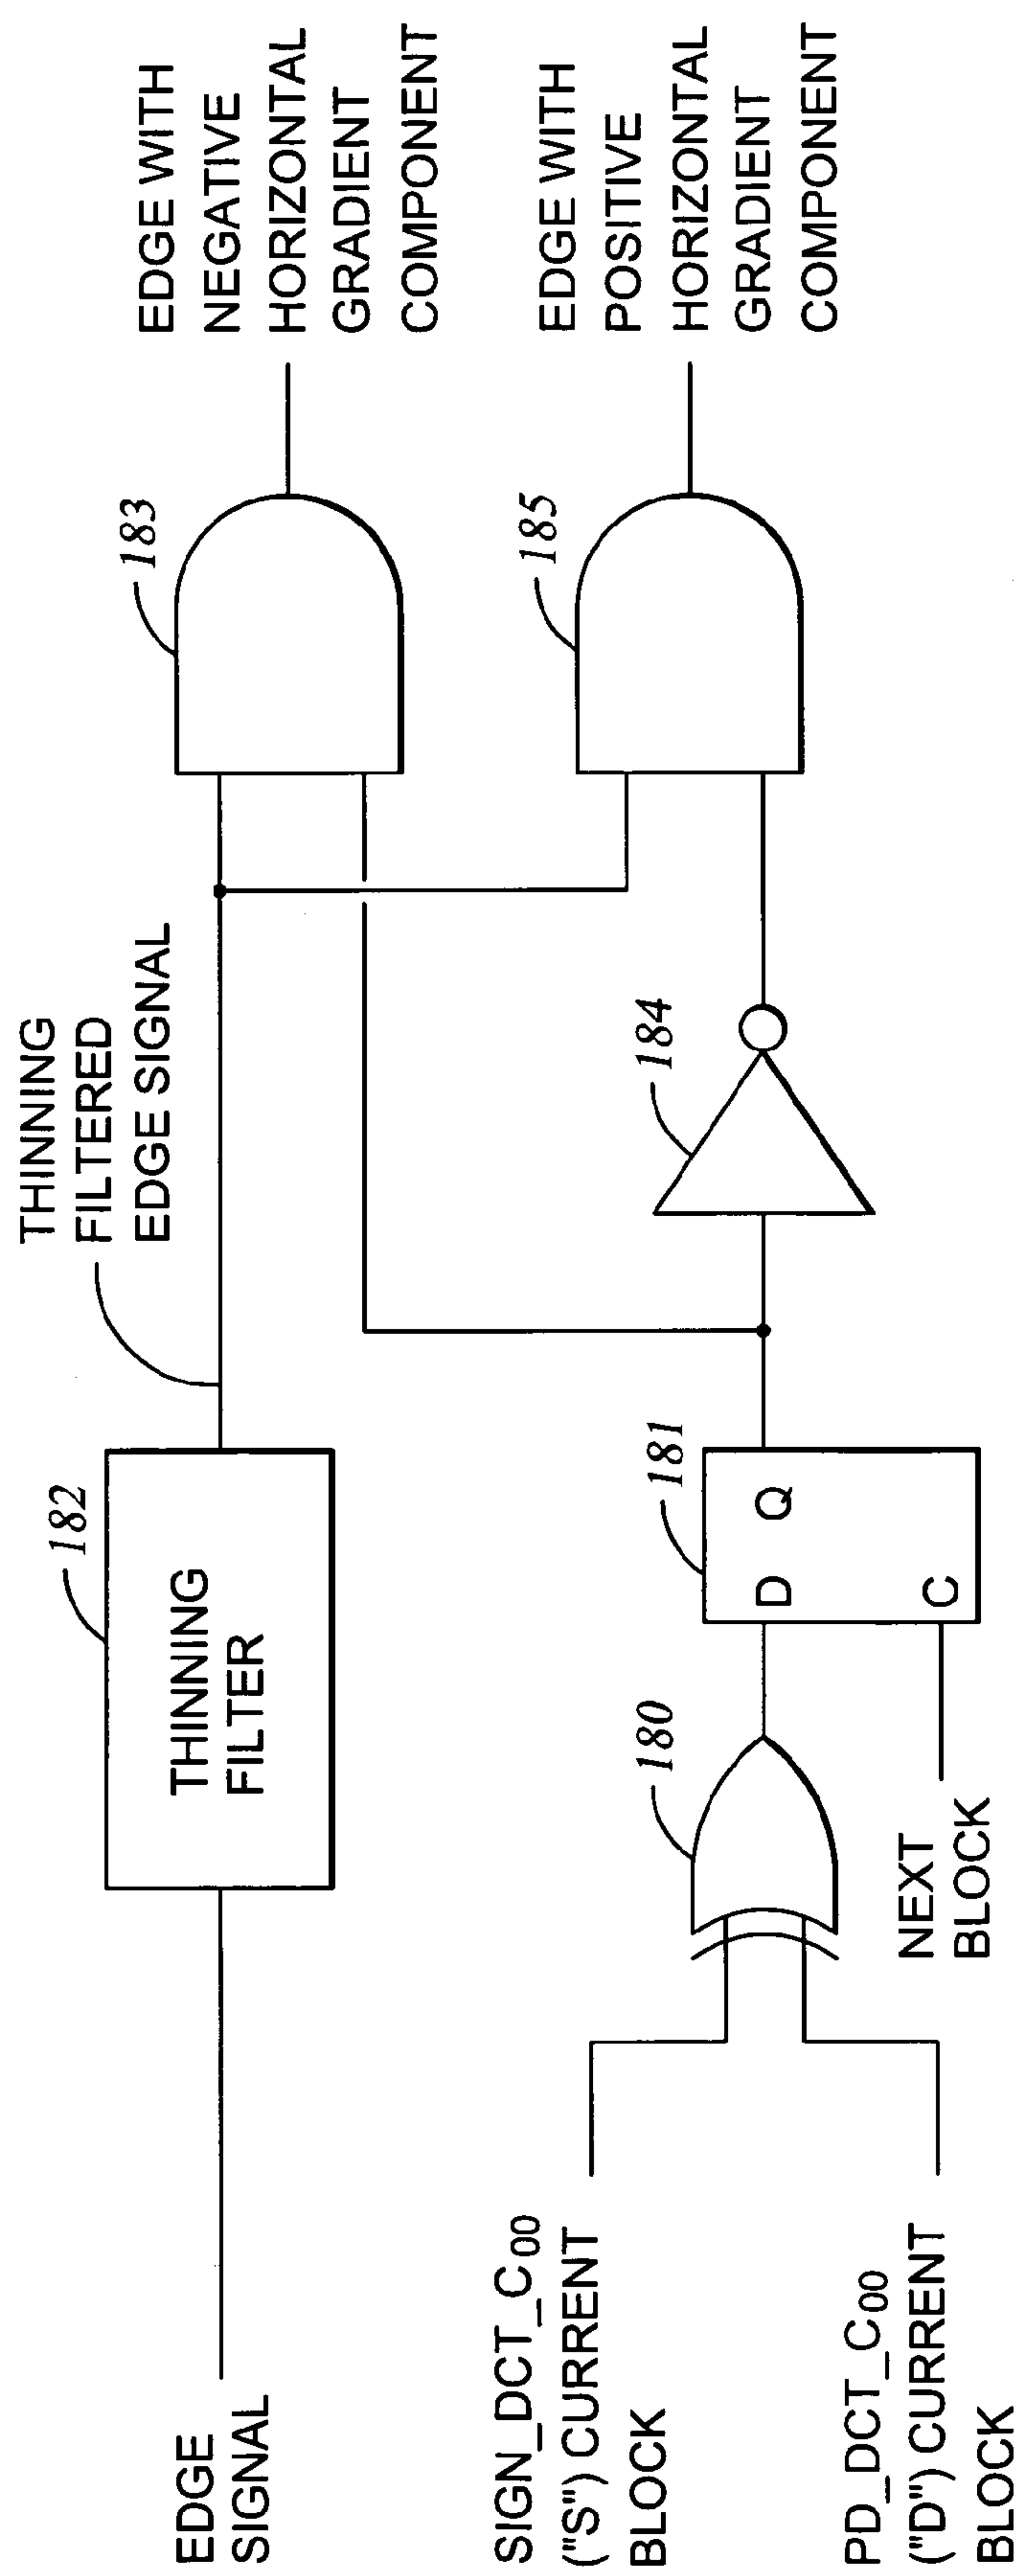 EDGE
SIGNAL
182
THINNING
FILTER
THINNING
FILTERED
EDGE SIGNAL
183
EDGE WITH
NEGATIVE
HORIZONTAL
GRADIENT
COMPONENT
SIGN_DCT_C00
("S") CURRENT
BLOCK
PD_DCT_C00
("D") CURRENT
BLOCK
180
NEXT
BLOCK
181
D Q
C
184
185
EDGE WITH
POSITIVE
HORIZONTAL
GRADIENT
COMPONENT